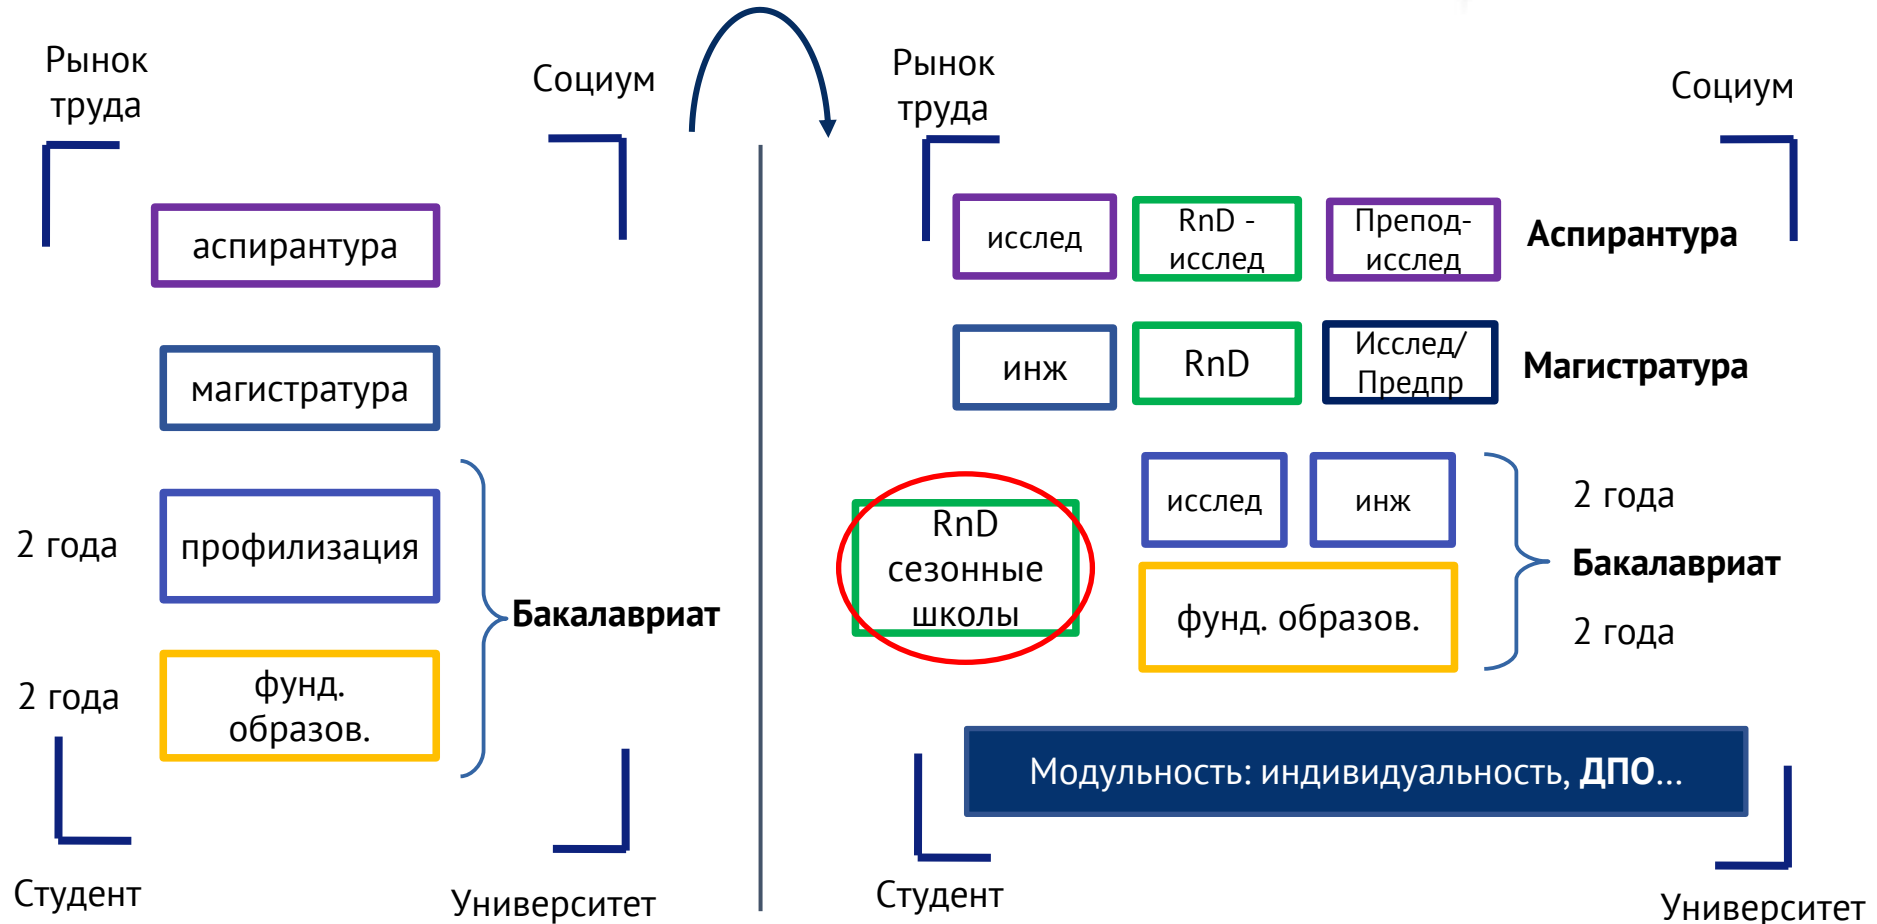 Рынок
труда
Социум
аспирантура
магистратура
2 года
профилизация
Бакалавриат
2 года
фунд.
образов.
Студент
Университет
Рынок
труда
Социум
исслед
RnD -
исслед
Препод-
исслед
Аспирантура
инж
RnD
Исслед/
Предпр
Магистратура
RnD
сезонные
школы
исслед
инж
2 года
Бакалавриат
фунд. образов.
2 года
Модульность: индивидуальность, ДПО...
Студент
Университет